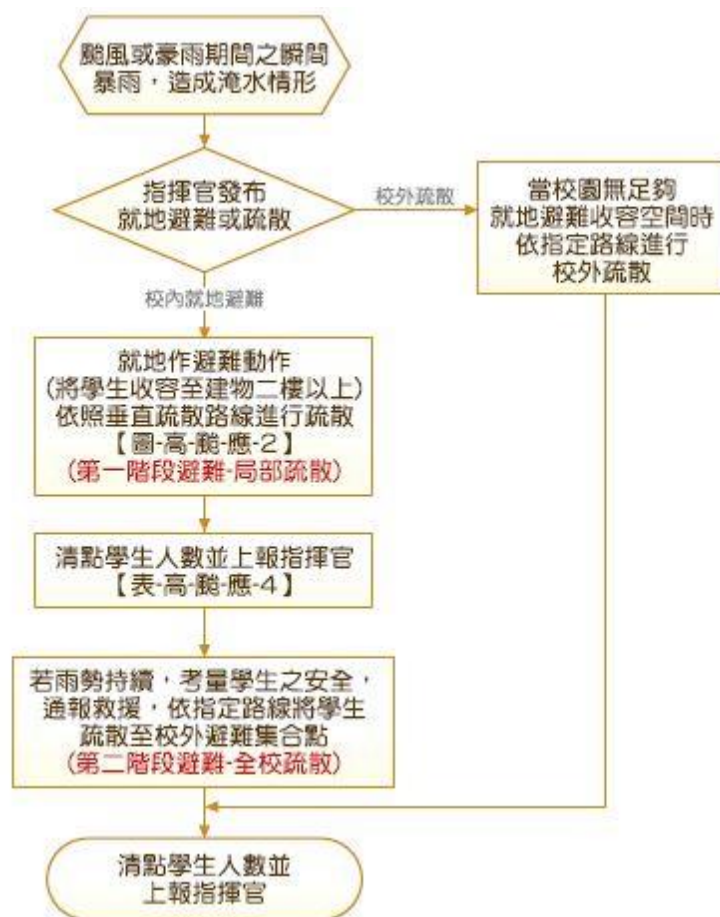 颱風或豪雨期間之瞬間
暴雨，造成淹水情形
指揮官發布
就地避難或疏散
校外疏散
當校園無足夠
就地避難收容空間時
依指定路線進行
校外疏散
校內就地避難
就地作避難動作
(將學生收容至建物二樓以上)
依照垂直疏散路線進行疏散
【圖-高-颱-應-2】
(第一階段避難-局部疏散)
清點學生人數並上報指揮官
【表-高-颱-應-4】
若雨勢持續，考量學生之安全，
通報救援，依指定路線將學生
疏散至校外避難集合點
(第二階段避難-全校疏散)
清點學生人數並
上報指揮官